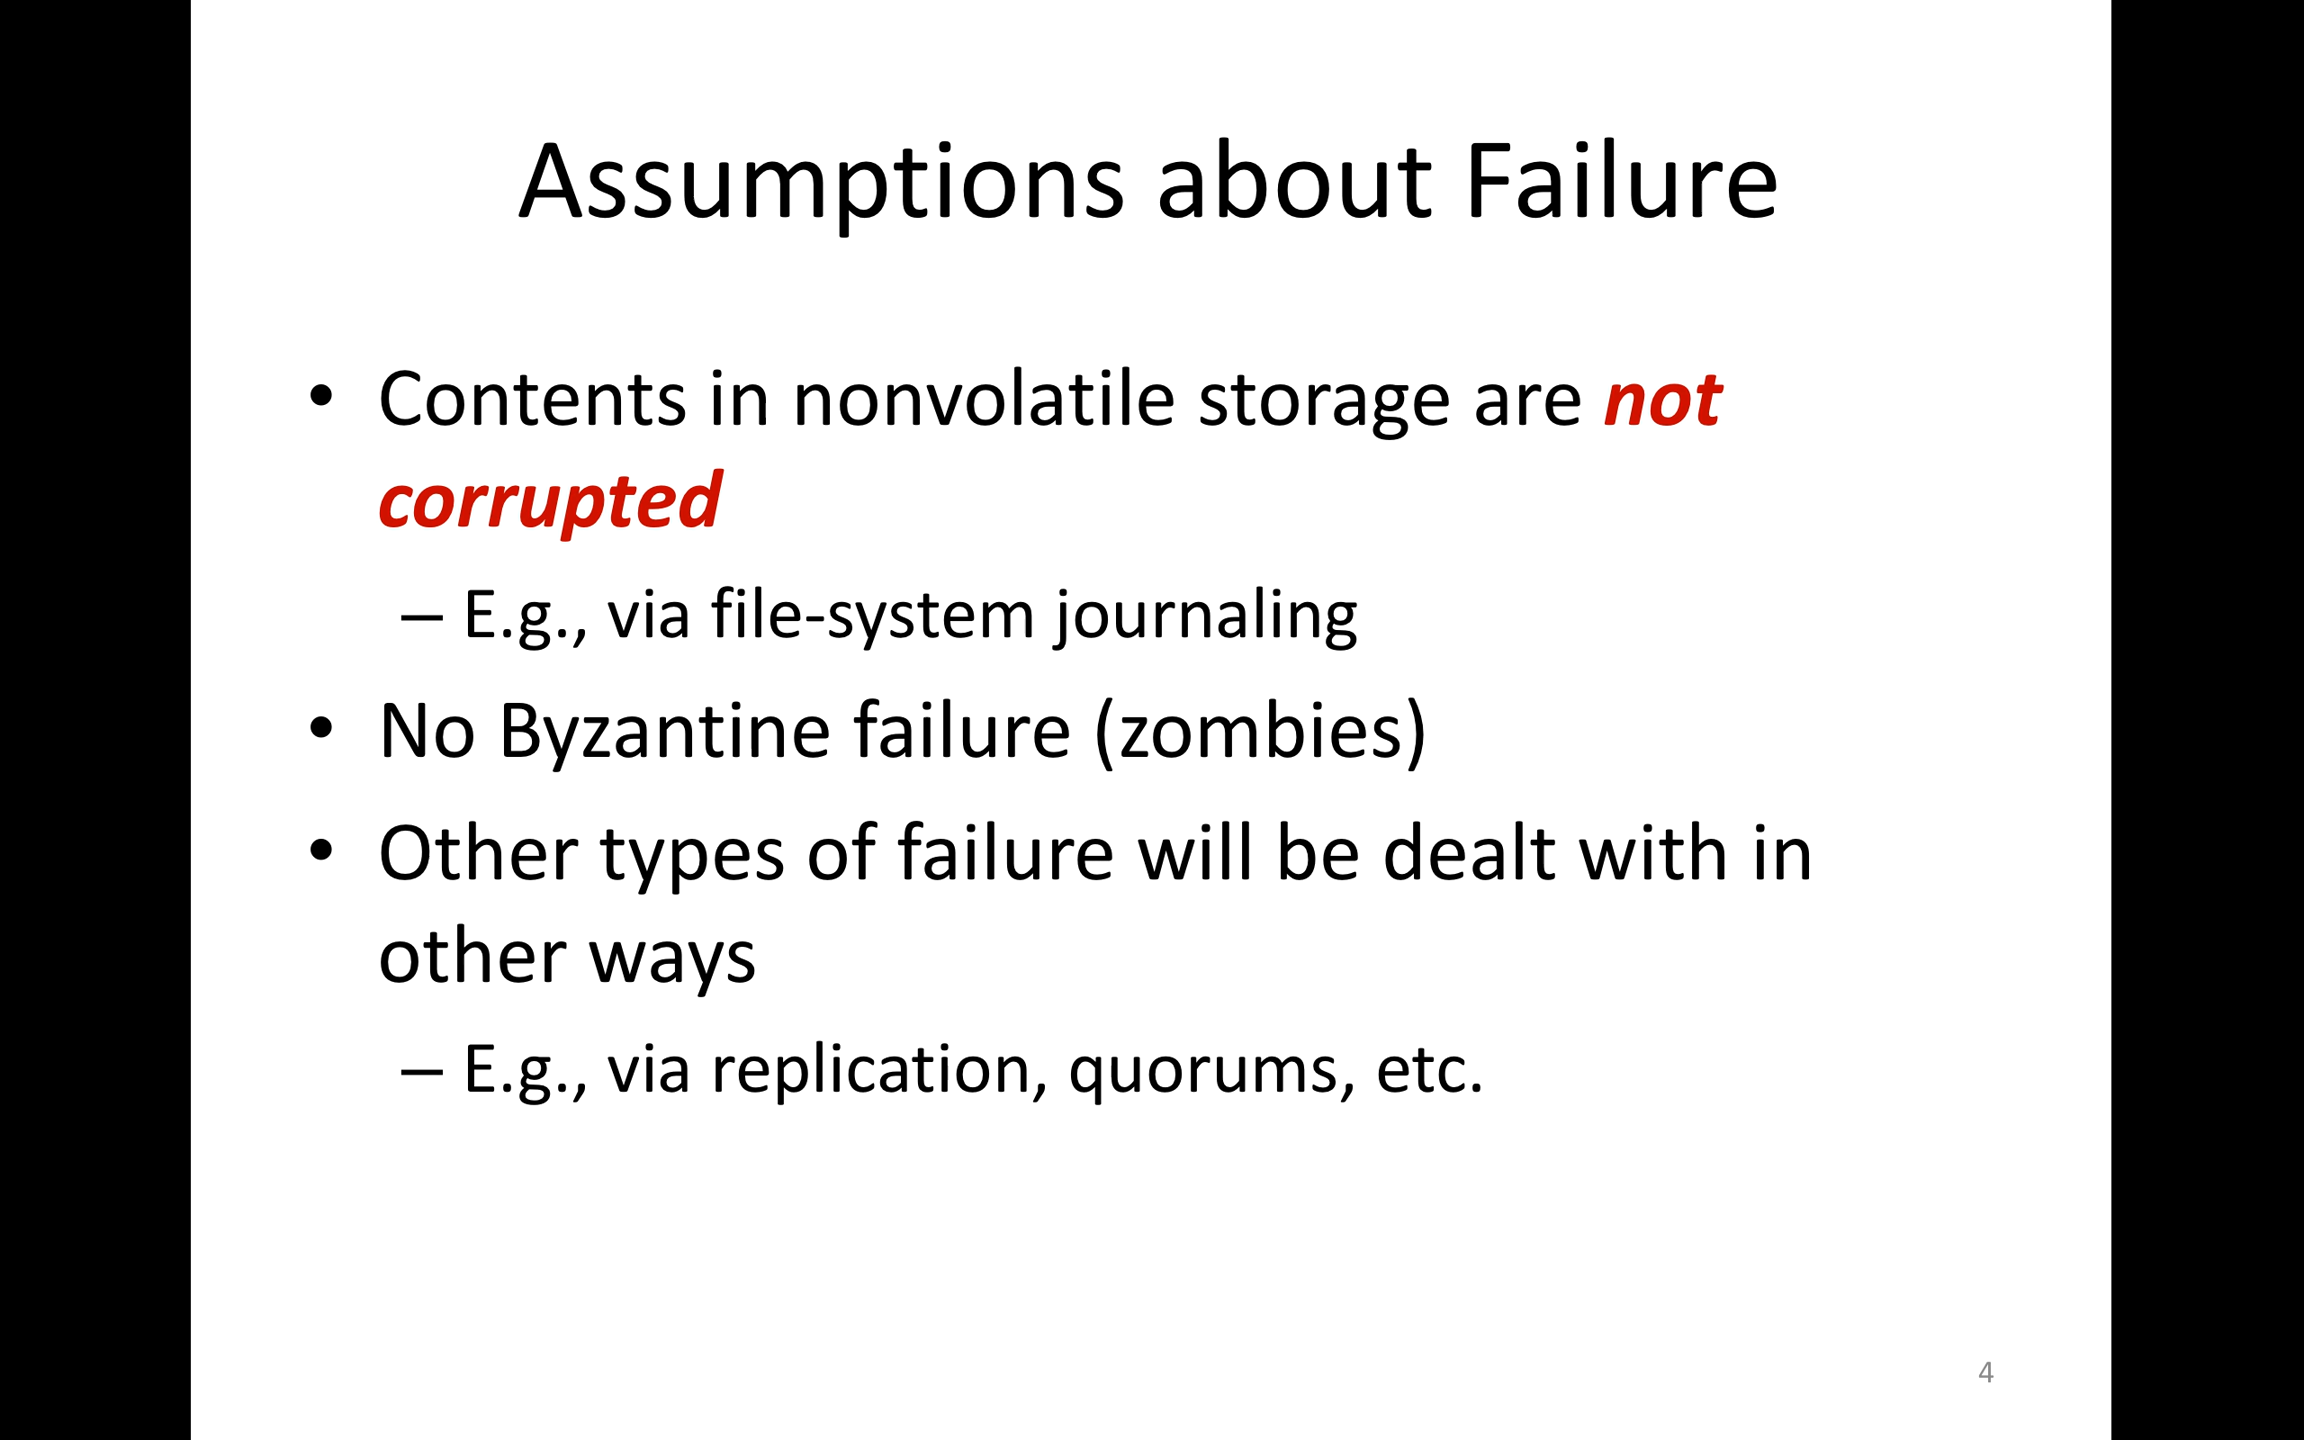 Assumptions about Failure
• Contents in nonvolatile storage are not
corrupted
– E.g., via file-system journaling
• No Byzantine failure (zombies)
• Other types of failure will be dealt with in
other ways
– E.g., via replication, quorums, etc.
4